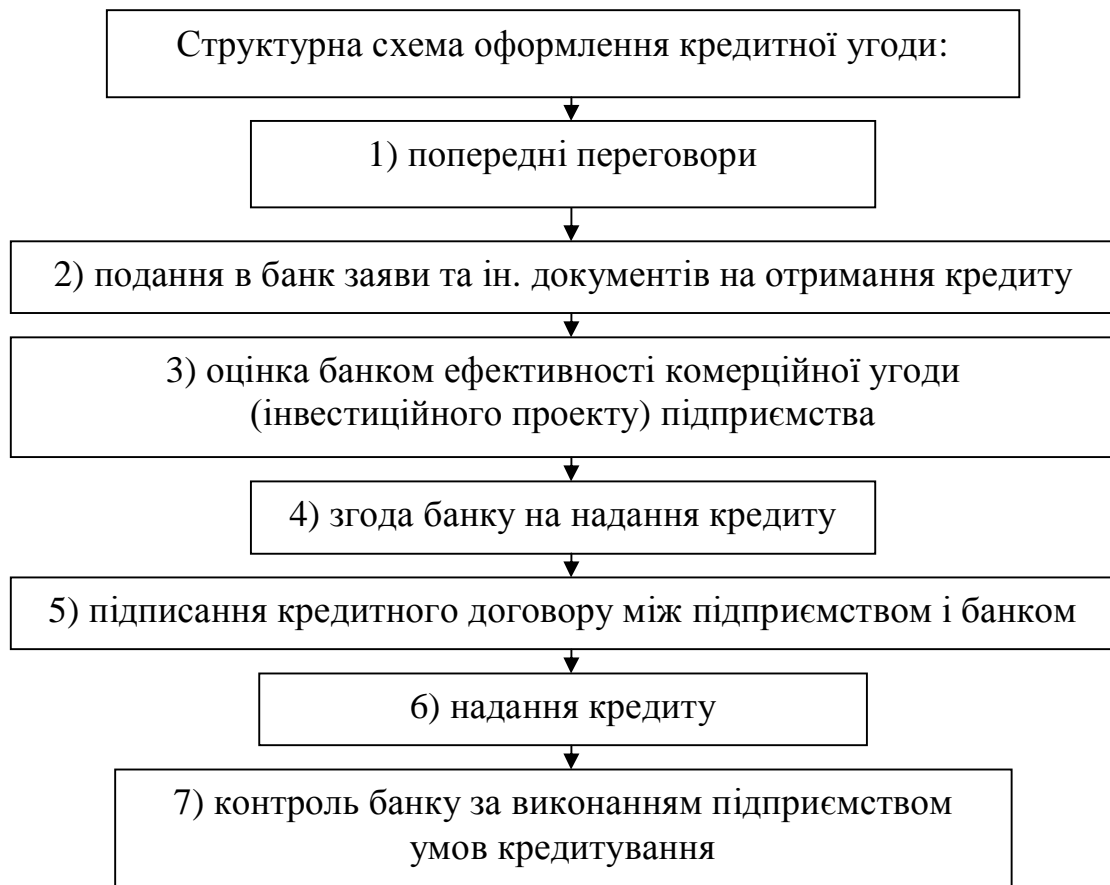 Структурна схема оформлення кредитної угоди:
1) попередні переговори
2) подання в банк заяви та ін. документів на отримання кредиту
3) оцінка банком ефективності комерційної угоди
(інвестиційного проекту) підприємства
4) згода банку на надання кредиту
5) підписання кредитного договору між підприємством і банком
6) надання кредиту
7) контроль банку за виконанням підприємством
умов кредитування